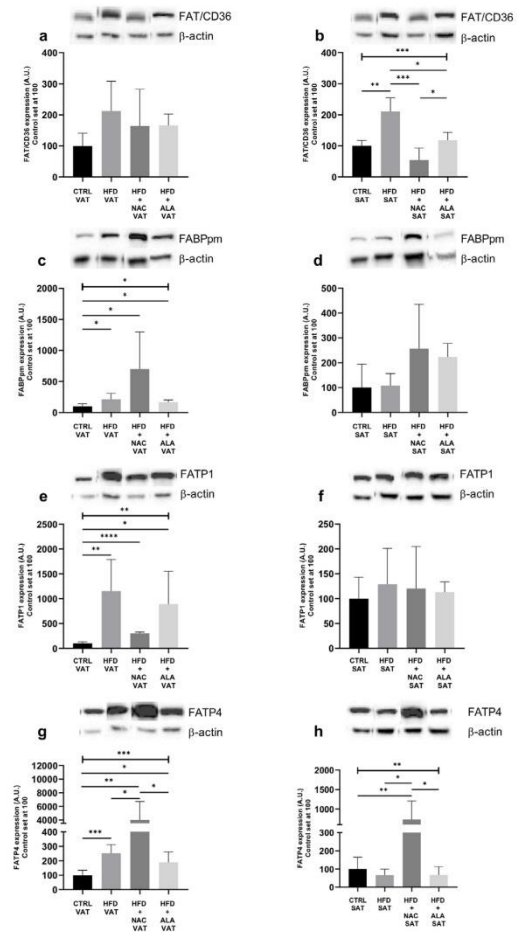 FAT/CD36
β-actin
a
FAT/CD36 expression (A.U.)
Control set at 100
400
300
200
100
0
CTRL
VAT
HFD
VAT
HFD
+
NAC
VAT
HFD
+
ALA
VAT
FAT/CD36
β-actin
b
FAT/CD36 expression (A.U.)
Control set at 100
400
300
200
100
0
***
*
** ***
*
CTRL
SAT
HFD
SAT
HFD
+
NAC
SAT
HFD
+
ALA
SAT
FABPpm
β-actin
c
FABPpm expression (A.U.)
Control set at 100
2000
1500
1000
500
0
*
*
*
*
CTRL
VAT
HFD
VAT
HFD
+
NAC
VAT
HFD
+
ALA
VAT
FABPpm
β-actin
d
FABPpm expression (A.U.)
Control set at 100
500
400
300
200
100
0
CTRL
SAT
HFD
SAT
HFD
+
NAC
SAT
HFD
+
ALA
SAT
FATP1
β-actin
e
FATP1 expression (A.U.)
Control set at 100
2000
1500
1000
500
0
**
*
****
**
CTRL
VAT
HFD
VAT
HFD
+
NAC
VAT
HFD
+
ALA
VAT
FATP1
β-actin
f
FATP1 expression (A.U.)
Control set at 100
250
200
150
100
50
0
CTRL
SAT
HFD
SAT
HFD
+
NAC
SAT
HFD
+
ALA
SAT
FATP4
β-actin
g
FATP4 expression (A.U.)
Control set at 100
12000
10000
8000
6000
4000
400
300
200
100
0
***
*
**
* *
***
CTRL
VAT
HFD
VAT
HFD
+
NAC
VAT
HFD
+
ALA
VAT
FATP4
β-actin
h
FATP4 expression (A.U.)
Control set at 100
2000
1500
1000
500
300
200
100
0
**
*
** *
CTRL
SAT
HFD
SAT
HFD
+
NAC
SAT
HFD
+
ALA
SAT